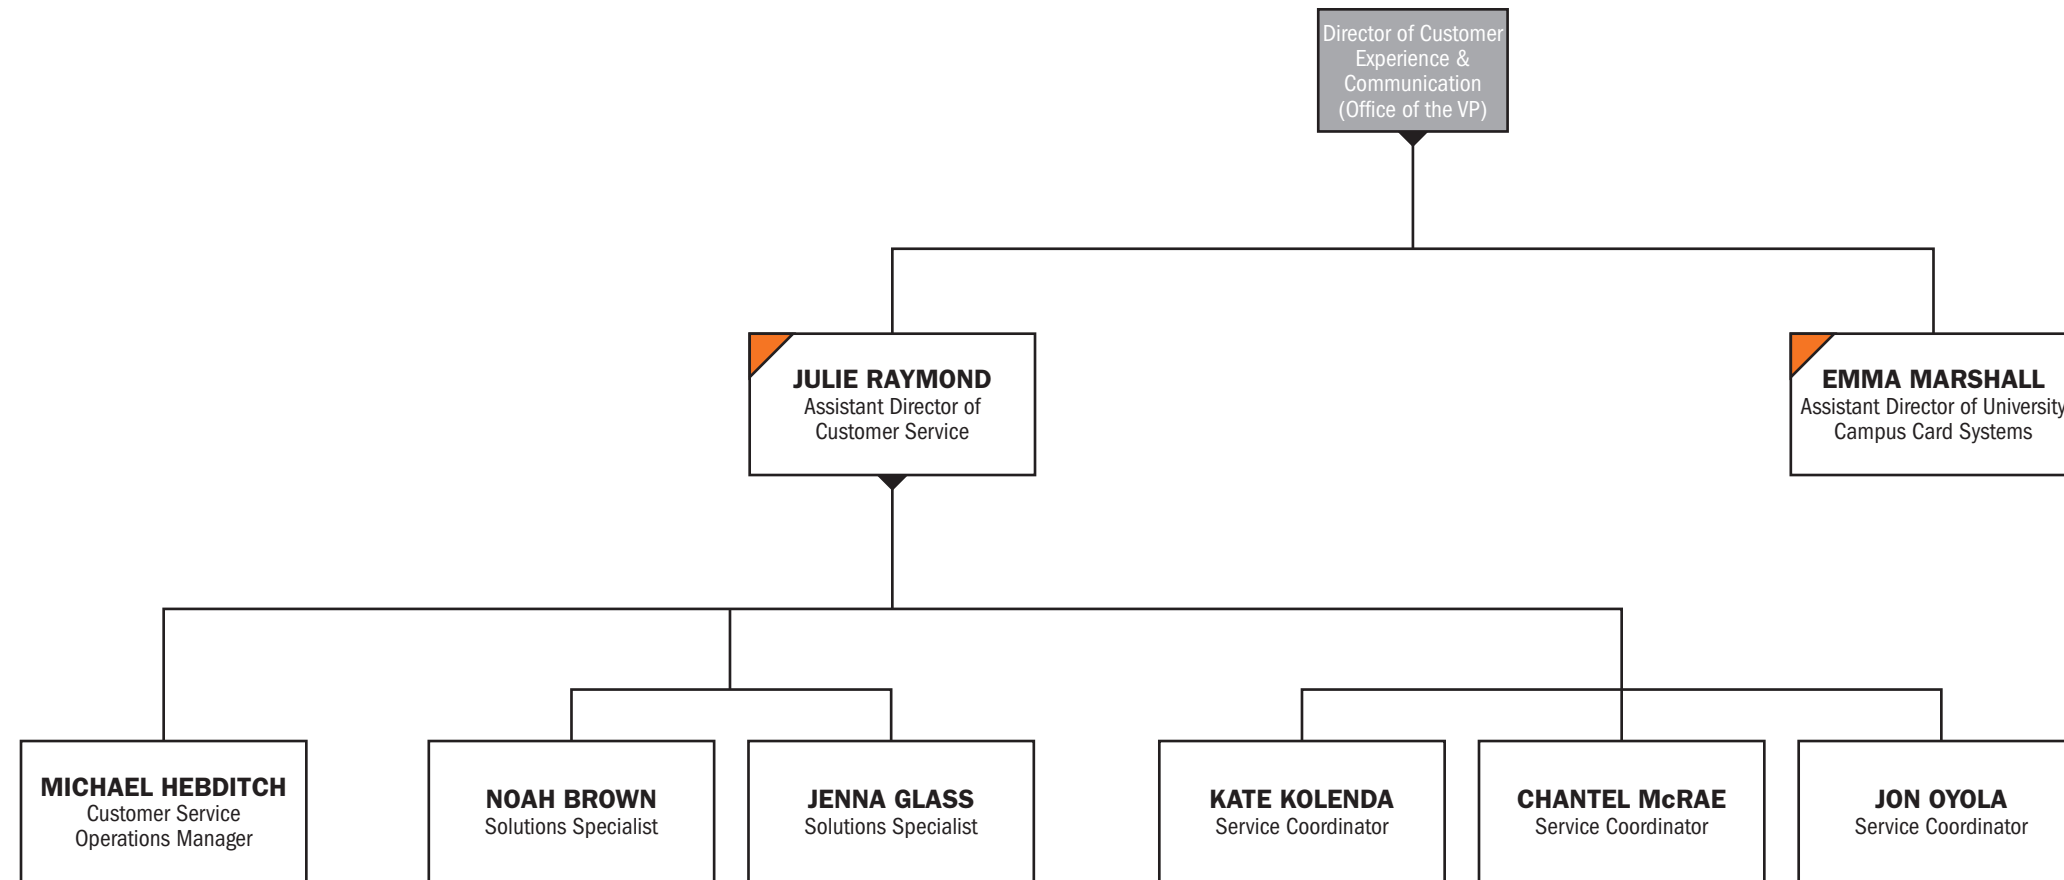 Director of Customer
Experience &
Communication
(Office of the VP)
JULIE RAYMOND
Assistant Director of
Customer Service
EMMA MARSHALL
Assistant Director of University
Campus Card Systems
MICHAEL HEBDITCH
Customer Service
Operations Manager
NOAH BROWN
Solutions Specialist
JENNA GLASS
Solutions Specialist
KATE KOLENDA
Service Coordinator
CHANTEL McRAE
Service Coordinator
JON OYOLA
Service Coordinator